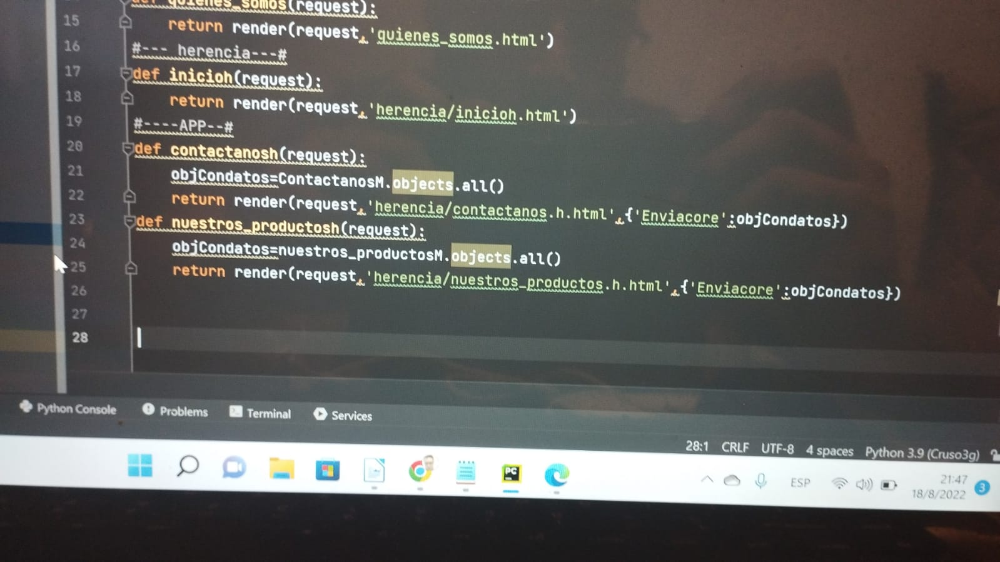 def quienes_somos(request):
15 return render(request,'quienes_somos.html')
16 #--- herencia---#
17 def inicioh(request):
18 return render(request,'herencia/inicioh.html')
19 #----APP--#
20 def contactanosh(request):
21 objCondatos=ContactanosM.objects.all()
22 return render(request,'herencia/contactanos.h.html',{'Enviacore':objCondatos})
23 def nuestros_productosh(request):
24 objCondatos=nuestros_productosM.objects.all()
25 return render(request,'herencia/nuestros_productos.h.html',{'Enviacore':objCondatos})
26
27
28
Python Console Problems Terminal Services
28:1 CRLF UTF-8 4 spaces Python 3.9 (Cruso3g)
PC
ESP
21:47
18/8/2022
3